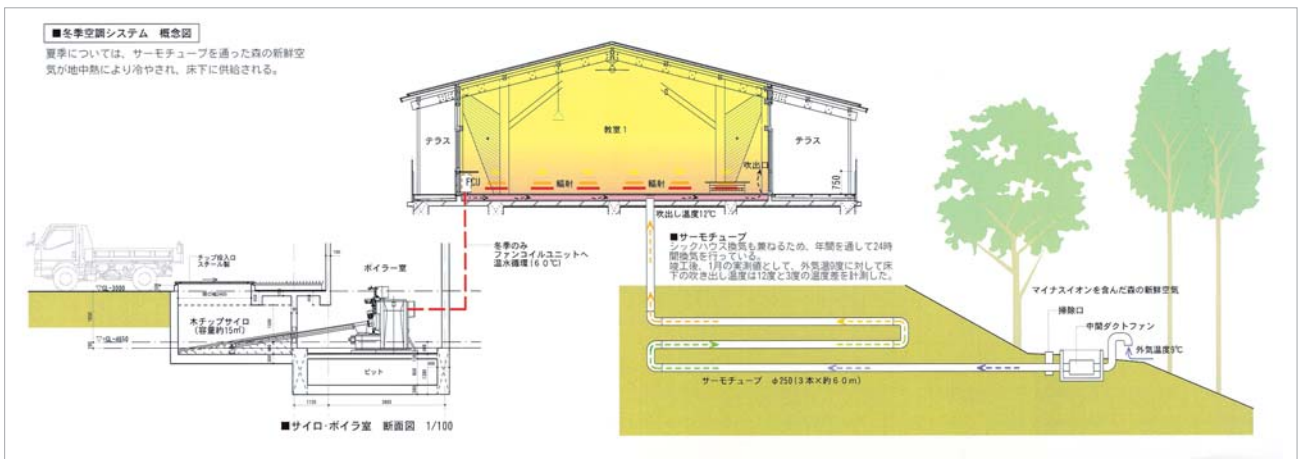 ■冬季空調システム 概念図
夏季については、サーモチューブを通った森の新鮮空
気が地中熱により冷やされ、床下に供給される。
テラス
教室1
テラス
吹出口
FCU
輻射
輻射
750
吹出し温度12℃
■サーモチューブ
シックハウス換気も兼ねるため、年間を通して24時
間換気を行っている。
竣工後、1月の実測値として、外気温9度に対して床
下の吹き出し温度は12度と3度の温度差を計測した。
冬季のみ
ファンコイルユニットへ
温水循環(60℃)
チップ投入口
スチール製
ボイラー室
木チップサイロ
(容量約15㎥)
ピット
マイナスイオンを含んだ森の新鮮空気
掃除口
中間ダクトファン
外気温度9℃
サーモチューブ φ250(3本×約60m)
■サイロ・ボイラ室 断面図 1/100